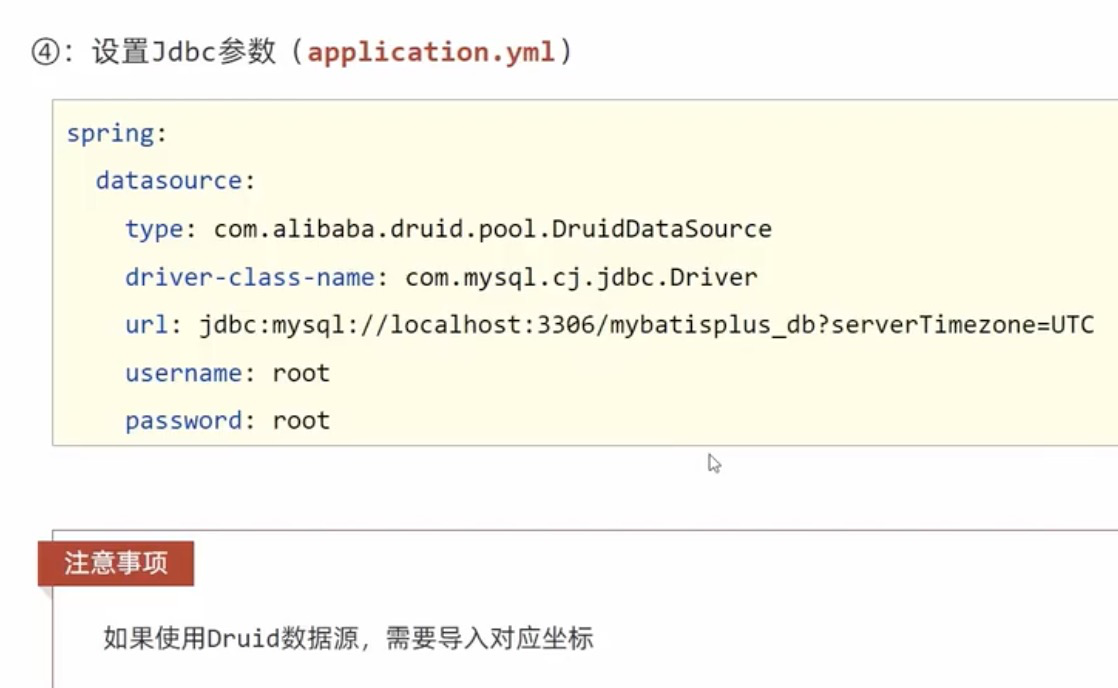 ④：设置Jdbc参数（application.yml）
spring:
  datasource:
    type: com.alibaba.druid.pool.DruidDataSource
    driver-class-name: com.mysql.cj.jdbc.Driver
    url: jdbc:mysql://localhost:3306/mybatisplus_db?serverTimezone=UTC
    username: root
    password: root
注意事项
如果使用Druid数据源，需要导入对应坐标